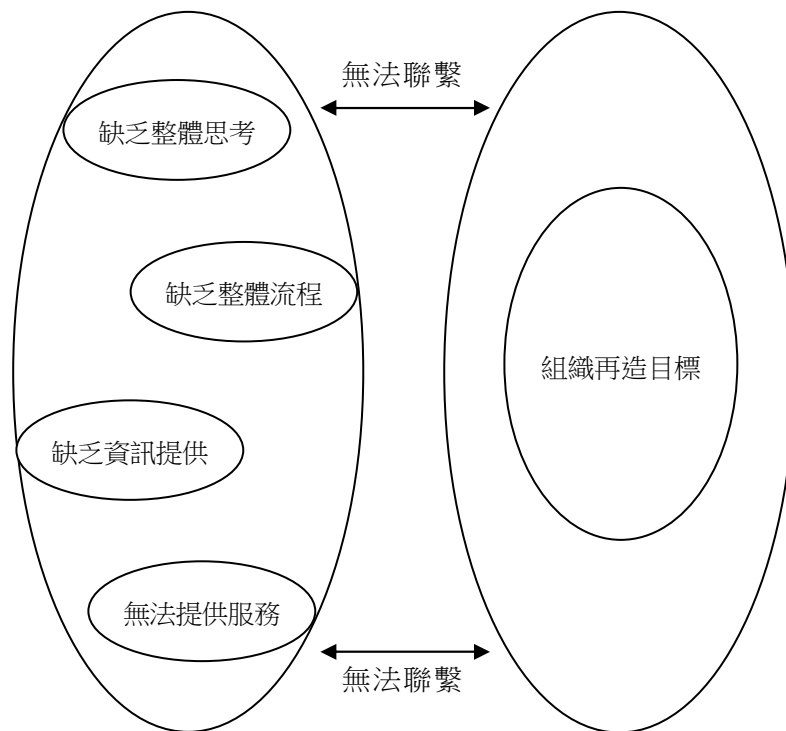 無法聯繫
缺乏整體思考
缺乏整體流程
組織再造目標
缺乏資訊提供
無法提供服務
無法聯繫